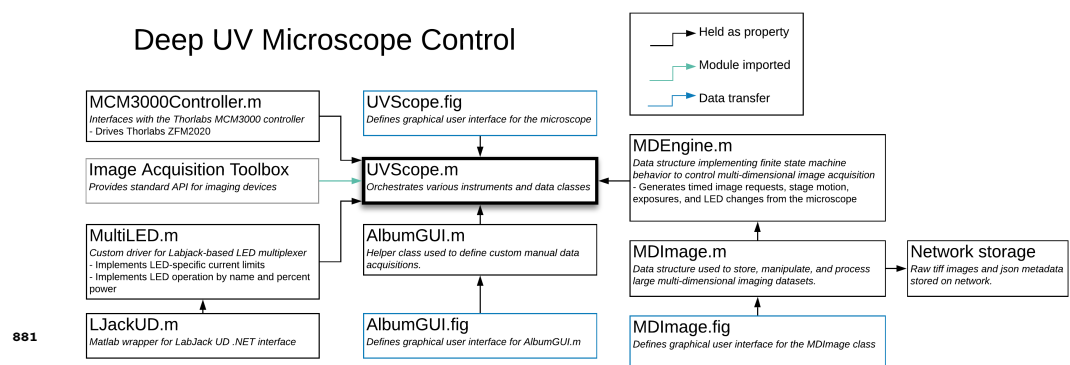 Deep UV Microscope Control
Held as property
Module imported
Data transfer
MCM3000Controller.m
Interfaces with the Thorlabs MCM3000 controller
- Drives Thorlabs ZFM2020
Image Acquisition Toolbox
Provides standard API for imaging devices
MultiLED.m
Custom driver for Labjack-based LED multiplexer
- Implements LED-specific current limits
- Implements LED operation by name and percent
power
LJackUD.m
Matlab wrapper for LabJack UD .NET interface
UVScope.fig
Defines graphical user interface for the microscope
UVScope.m
Orchestrates various instruments and data classes
AlbumGUI.m
Helper class used to define custom manual data
acquisitions.
AlbumGUI.fig
Defines graphical user interface for AlbumGUI.m
MDEngine.m
Data structure implementing finite state machine
behavior to control multi-dimensional image acquisition
- Generates timed image requests, stage motion,
exposures, and LED changes from the microscope
MDImage.m
Data structure used to store, manipulate, and process
large multi-dimensional imaging datasets.
MDImage.fig
Defines graphical user interface for the MDImage class
Network storage
Raw tiff images and json metadata
stored on network.
881